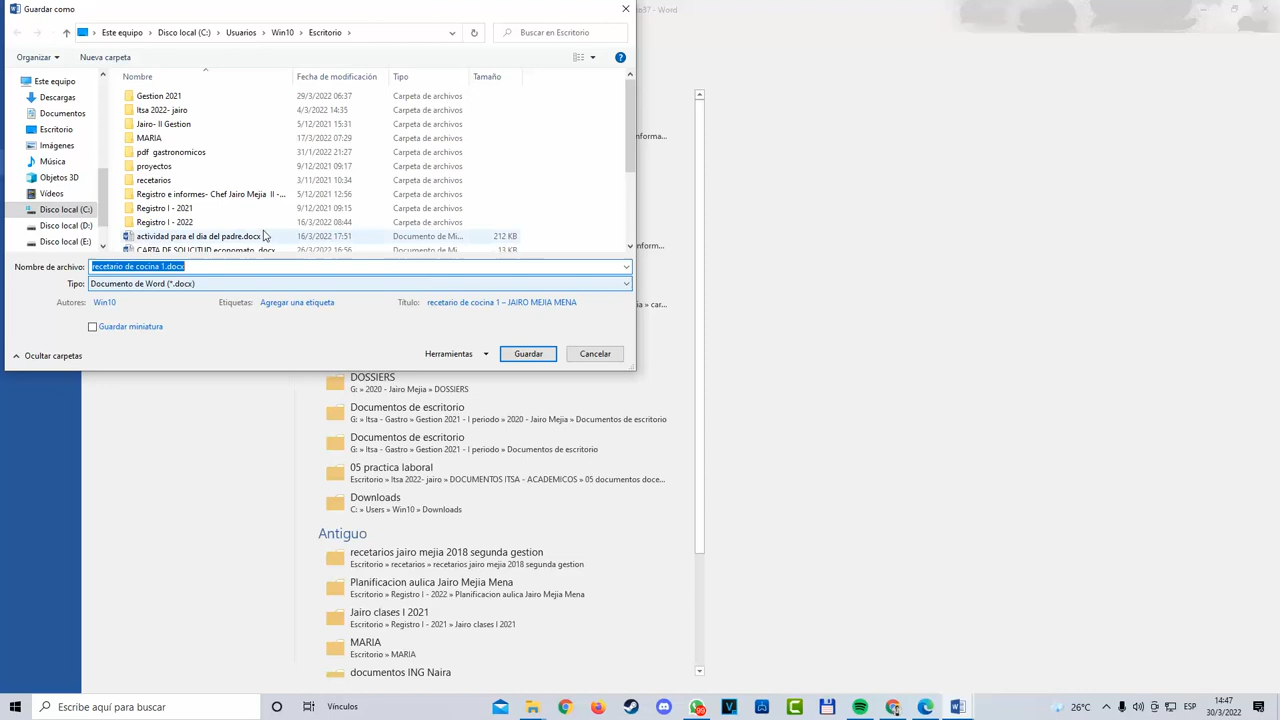 Guardar como
- Word
Este equipo › Disco local (C:) › Usuarios › Win10 › Escritorio ›
Buscar en Escritorio
Organizar
Nueva carpeta
Nombre Fecha de modificación Tipo Tamaño
Este equipo
Descargas
Documentos
Escritorio
Imágenes
Música
Objetos 3D
Vídeos
Disco local (C:)
Disco local (D:)
Disco local (E:)
Gestion 2021 29/3/2022 06:37 Carpeta de archivos
Itsa 2022- jairo 4/3/2022 14:35 Carpeta de archivos
Jairo- II Gestion 5/12/2021 15:31 Carpeta de archivos
MARIA 17/3/2022 07:29 Carpeta de archivos
pdf gastronomicos 31/1/2022 21:27 Carpeta de archivos
proyectos 9/12/2021 09:17 Carpeta de archivos
recetarios 3/11/2021 10:34 Carpeta de archivos
Registro e informes- Chef Jairo Mejia II -... 5/12/2021 12:56 Carpeta de archivos
Registro I - 2021 9/12/2021 09:15 Carpeta de archivos
Registro I - 2022 16/3/2022 08:44 Carpeta de archivos
actividad para el dia del padre.docx 16/3/2022 17:51 Documento de Mi... 212 KB
CARTA DE SOLICITUD economato .docx 26/3/2022 16:56 Documento de Mi... 13 KB
Nombre de archivo: recetario de cocina 1.docx
Tipo: Documento de Word (*.docx)
Autores: Win10 Etiquetas: Agregar una etiqueta Título: recetario de cocina 1 – JAIRO MEJIA MENA
Guardar miniatura
Ocultar carpetas
Herramientas Guardar Cancelar
informa...
informa...
» car...
DOSSIERS
G: » 2020 - Jairo Mejia » DOSSIERS
Documentos de escritorio
G: » Itsa - Gastro » Gestion 2021 - I periodo » 2020 - Jairo Mejia » Documentos de escritorio
Documentos de escritorio
G: » Itsa - Gastro » Gestion 2021 - I periodo » Documentos de escritorio
05 practica laboral
Escritorio » Itsa 2022- jairo » DOCUMENTOS ITSA - ACADEMICOS » 05 documentos doce...
Downloads
C: » Users » Win10 » Downloads
Antiguo
recetarios jairo mejia 2018 segunda gestion
Escritorio » recetarios » recetarios jairo mejia 2018 segunda gestion
Planificacion aulica Jairo Mejia Mena
Escritorio » Registro I - 2022 » Planificacion aulica Jairo Mejia Mena
Jairo clases I 2021
Escritorio » Registro I - 2021 » Jairo clases I 2021
MARIA
Escritorio » MARIA
documentos ING Naira
Escribe aquí para buscar
Vínculos
99
26°C
ESP
14:47
30/3/2022